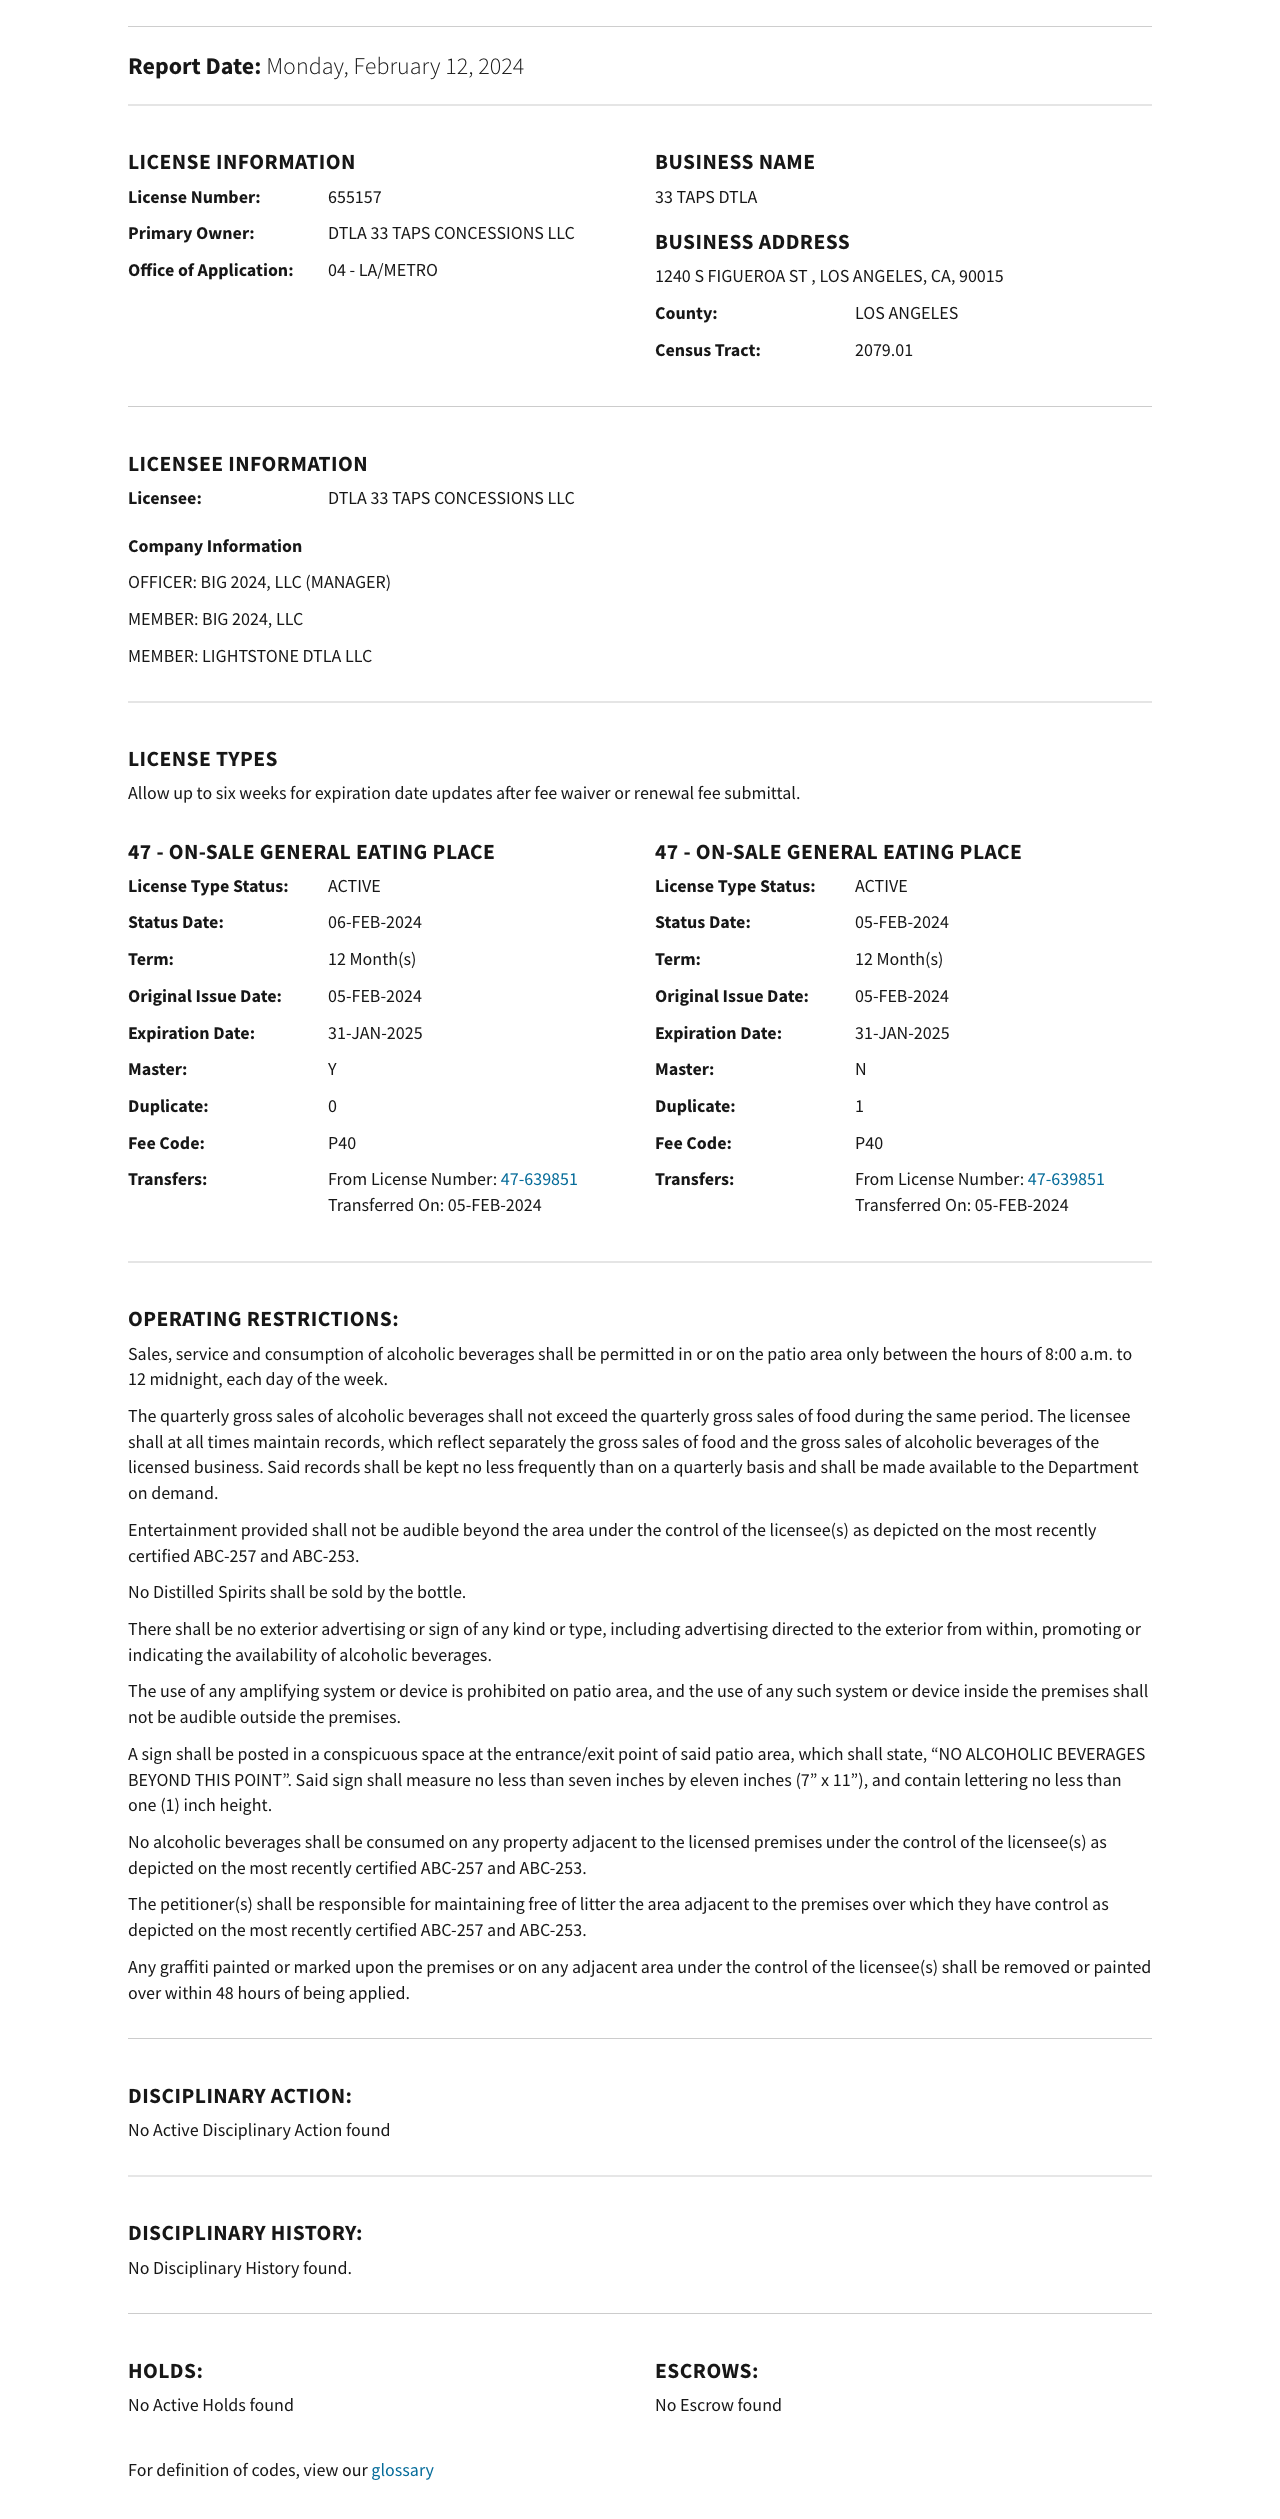 Report Date: Monday, February 12, 2024
LICENSE INFORMATION
License Number: 655157
Primary Owner: DTLA 33 TAPS CONCESSIONS LLC
Office of Application: 04 - LA/METRO
BUSINESS NAME
33 TAPS DTLA
BUSINESS ADDRESS
1240 S FIGUEROA ST , LOS ANGELES, CA, 90015
County: LOS ANGELES
Census Tract: 2079.01
LICENSEE INFORMATION
Licensee: DTLA 33 TAPS CONCESSIONS LLC
Company Information
OFFICER: BIG 2024, LLC (MANAGER)
MEMBER: BIG 2024, LLC
MEMBER: LIGHTSTONE DTLA LLC
LICENSE TYPES
Allow up to six weeks for expiration date updates after fee waiver or renewal fee submittal.
47 - ON-SALE GENERAL EATING PLACE
License Type Status: ACTIVE
Status Date: 06-FEB-2024
Term: 12 Month(s)
Original Issue Date: 05-FEB-2024
Expiration Date: 31-JAN-2025
Master: Y
Duplicate: 0
Fee Code: P40
Transfers: From License Number: 47-639851
Transferred On: 05-FEB-2024
47 - ON-SALE GENERAL EATING PLACE
License Type Status: ACTIVE
Status Date: 05-FEB-2024
Term: 12 Month(s)
Original Issue Date: 05-FEB-2024
Expiration Date: 31-JAN-2025
Master: N
Duplicate: 1
Fee Code: P40
Transfers: From License Number: 47-639851
Transferred On: 05-FEB-2024
OPERATING RESTRICTIONS:
Sales, service and consumption of alcoholic beverages shall be permitted in or on the patio area only between the hours of 8:00 a.m. to
12 midnight, each day of the week.
The quarterly gross sales of alcoholic beverages shall not exceed the quarterly gross sales of food during the same period. The licensee
shall at all times maintain records, which reflect separately the gross sales of food and the gross sales of alcoholic beverages of the
licensed business. Said records shall be kept no less frequently than on a quarterly basis and shall be made available to the Department
on demand.
Entertainment provided shall not be audible beyond the area under the control of the licensee(s) as depicted on the most recently
certified ABC-257 and ABC-253.
No Distilled Spirits shall be sold by the bottle.
There shall be no exterior advertising or sign of any kind or type, including advertising directed to the exterior from within, promoting or
indicating the availability of alcoholic beverages.
The use of any amplifying system or device is prohibited on patio area, and the use of any such system or device inside the premises shall
not be audible outside the premises.
A sign shall be posted in a conspicuous space at the entrance/exit point of said patio area, which shall state, “NO ALCOHOLIC BEVERAGES
BEYOND THIS POINT”. Said sign shall measure no less than seven inches by eleven inches (7” x 11”), and contain lettering no less than
one (1) inch height.
No alcoholic beverages shall be consumed on any property adjacent to the licensed premises under the control of the licensee(s) as
depicted on the most recently certified ABC-257 and ABC-253.
The petitioner(s) shall be responsible for maintaining free of litter the area adjacent to the premises over which they have control as
depicted on the most recently certified ABC-257 and ABC-253.
Any graffiti painted or marked upon the premises or on any adjacent area under the control of the licensee(s) shall be removed or painted
over within 48 hours of being applied.
DISCIPLINARY ACTION:
No Active Disciplinary Action found
DISCIPLINARY HISTORY:
No Disciplinary History found.
HOLDS:
No Active Holds found
ESCROWS:
No Escrow found
For definition of codes, view our glossary